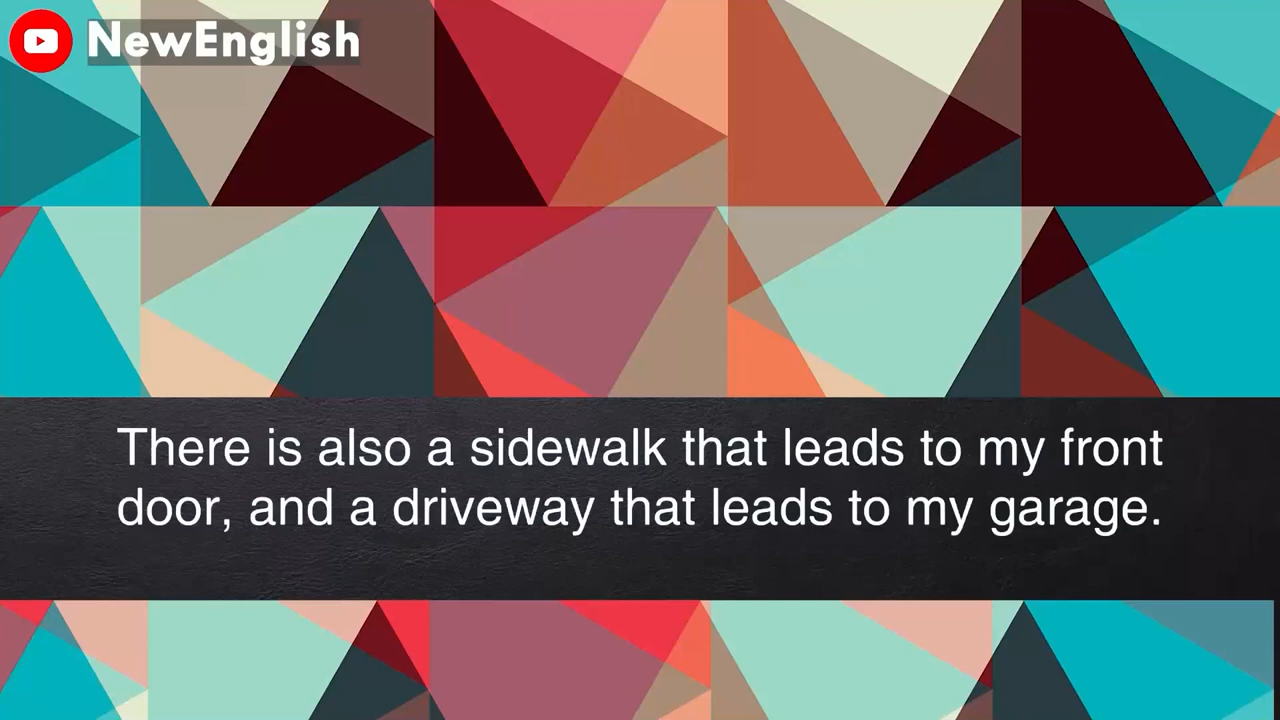 NewEnglish
There is also a sidewalk that leads to my front
door, and a driveway that leads to my garage.